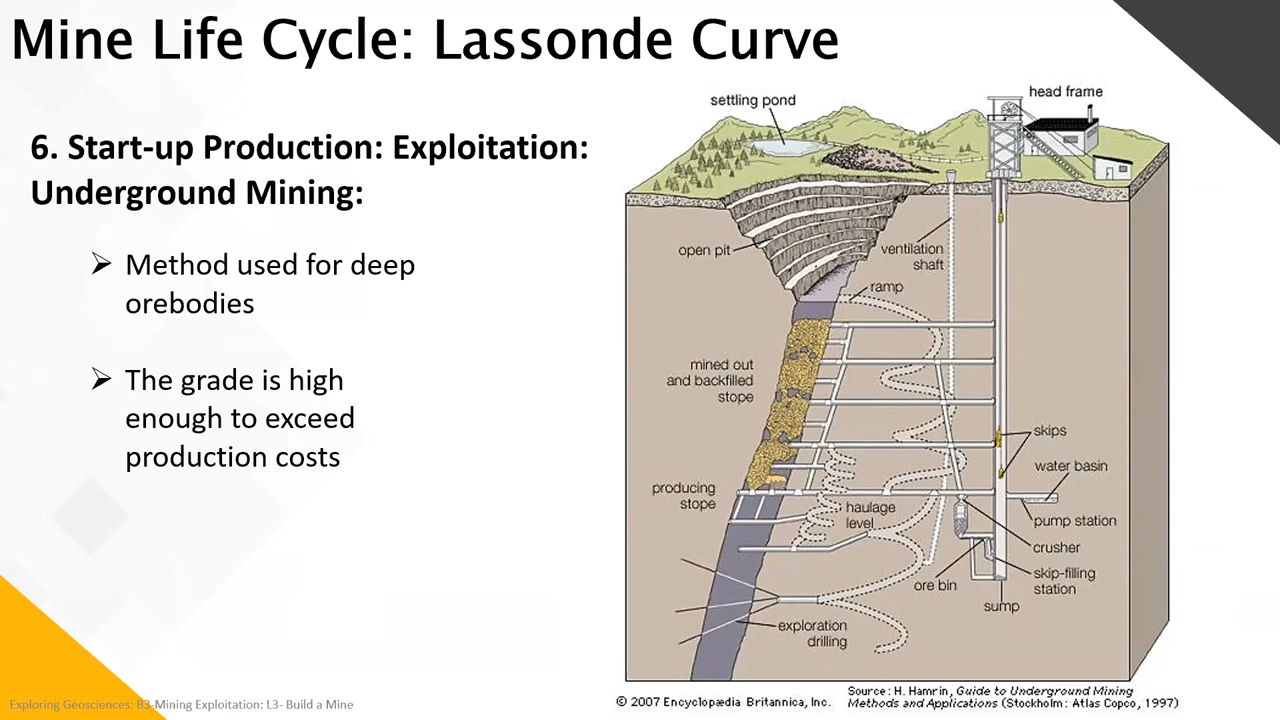 Mine Life Cycle: Lassonde Curve
6. Start-up Production: Exploitation:
Underground Mining:
➢ Method used for deep
orebodies
➢ The grade is high
enough to exceed
production costs
settling pond
head frame
open pit
ventilation
shaft
ramp
mined out
and backfilled
stope
skips
water basin
producing
stope
haulage
level
pump station
crusher
ore bin
skip-filling
station
sump
exploration
drilling
© 2007 Encyclopædia Britannica, Inc.
Source: H. Hamrin, Guide to Underground Mining
Methods and Applications (Stockholm: Atlas Copco, 1997)
Exploring Geosciences: B3-Mining Exploitation: L3- Build a Mine